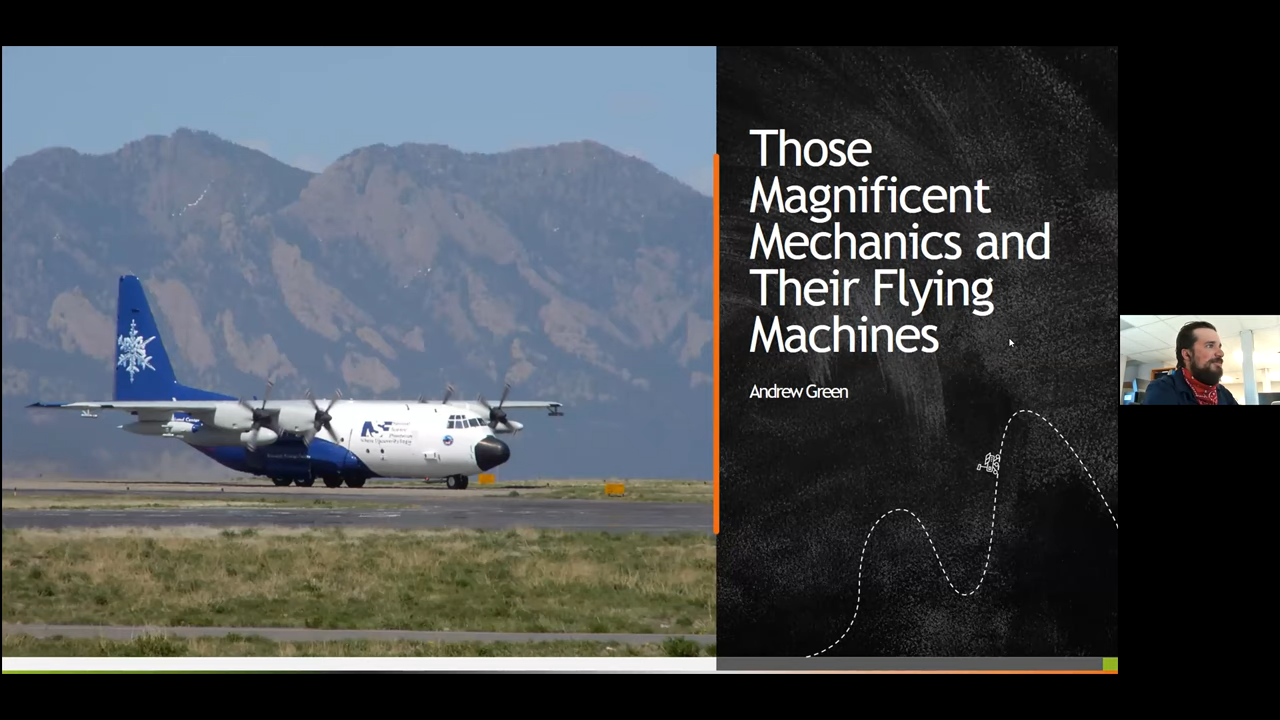 Those
Magnificent
Mechanics and
Their Flying
Machines
Andrew Green